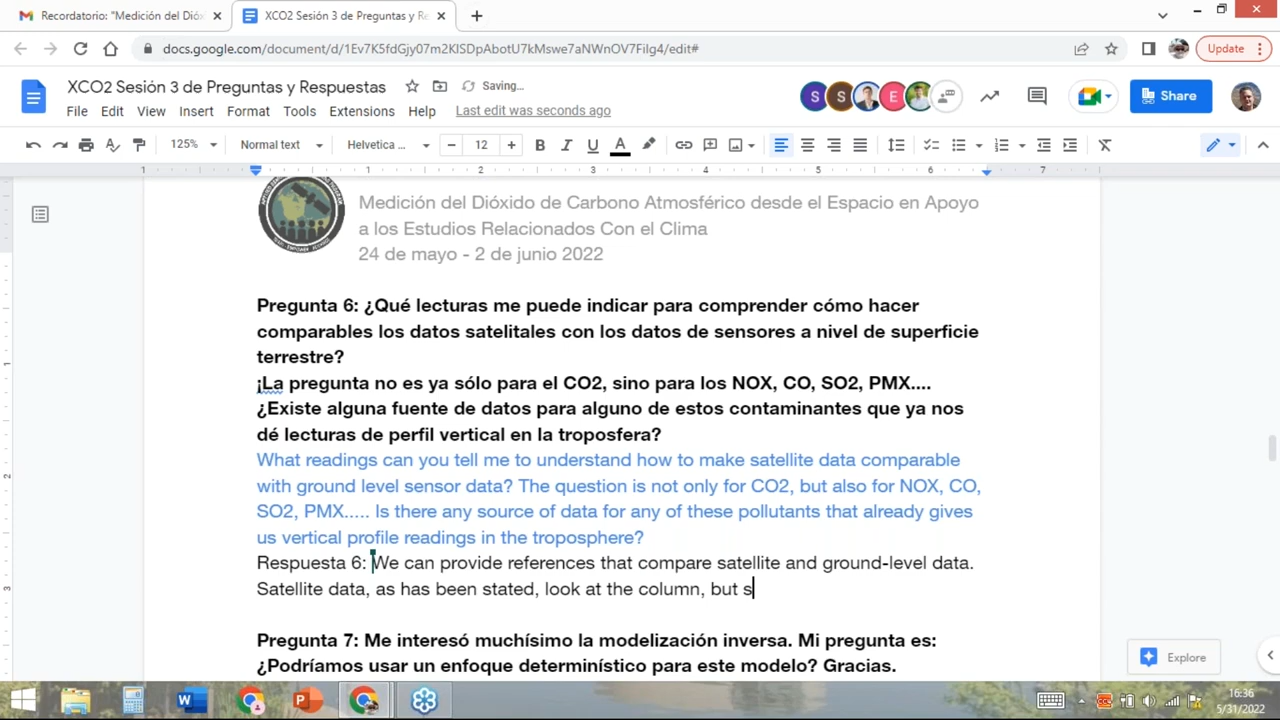 Recordatorio: "Medición del Dióx
XCO2 Sesión 3 de Preguntas y Re
docs.google.com/document/d/1Ev7K5fdGjy07m2KlSDpAbotU7kMswe7aNWnOV7FiIg4/edit#
Update
XCO2 Sesión 3 de Preguntas y Respuestas
Saving...
S
S
E
Share
File Edit View Insert Format Tools Extensions Help
Last edit was seconds ago
125%
Normal text
Helvetica ...
12
B I U A
1 1 2 3 4 5 6 7
Medición del Dióxido de Carbono Atmosférico desde el Espacio en Apoyo
a los Estudios Relacionados Con el Clima
24 de mayo - 2 de junio 2022
Pregunta 6: ¿Qué lecturas me puede indicar para comprender cómo hacer
comparables los datos satelitales con los datos de sensores a nivel de superficie
terrestre?
¡La pregunta no es ya sólo para el CO2, sino para los NOX, CO, SO2, PMX....
¿Existe alguna fuente de datos para alguno de estos contaminantes que ya nos
dé lecturas de perfil vertical en la troposfera?
What readings can you tell me to understand how to make satellite data comparable
with ground level sensor data? The question is not only for CO2, but also for NOX, CO,
SO2, PMX..... Is there any source of data for any of these pollutants that already gives
us vertical profile readings in the troposphere?
Respuesta 6: We can provide references that compare satellite and ground-level data.
Satellite data, as has been stated, look at the column, but s
Pregunta 7: Me interesó muchísimo la modelización inversa. Mi pregunta es:
¿Podríamos usar un enfoque determinístico para este modelo? Gracias.
1
2
3
Explore
16:36
5/31/2022